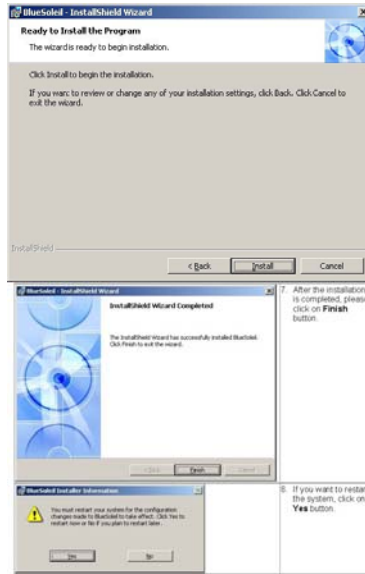 BlueSoleil - InstallShield Wizard
Ready to Install the Program
The wizard is ready to begin installation.
Click Install to begin the installation.
If you want to review or change any of your installation settings, click Back. Click Cancel to
exit the wizard.
InstallShield
< Back
Install
Cancel
BlueSoleil - InstallShield Wizard
InstallShield Wizard Completed
The InstallShield Wizard has successfully installed BlueSoleil.
Click Finish to exit the wizard.
< Back
Finish
Cancel
7. After the installation
is completed, please
click on Finish
button.
BlueSoleil Installer Information
You must restart your system for the configuration
changes made to BlueSoleil to take effect. Click Yes to
restart now or No if you plan to restart later.
Yes
No
8. If you want to restart
the system, click on
Yes button.